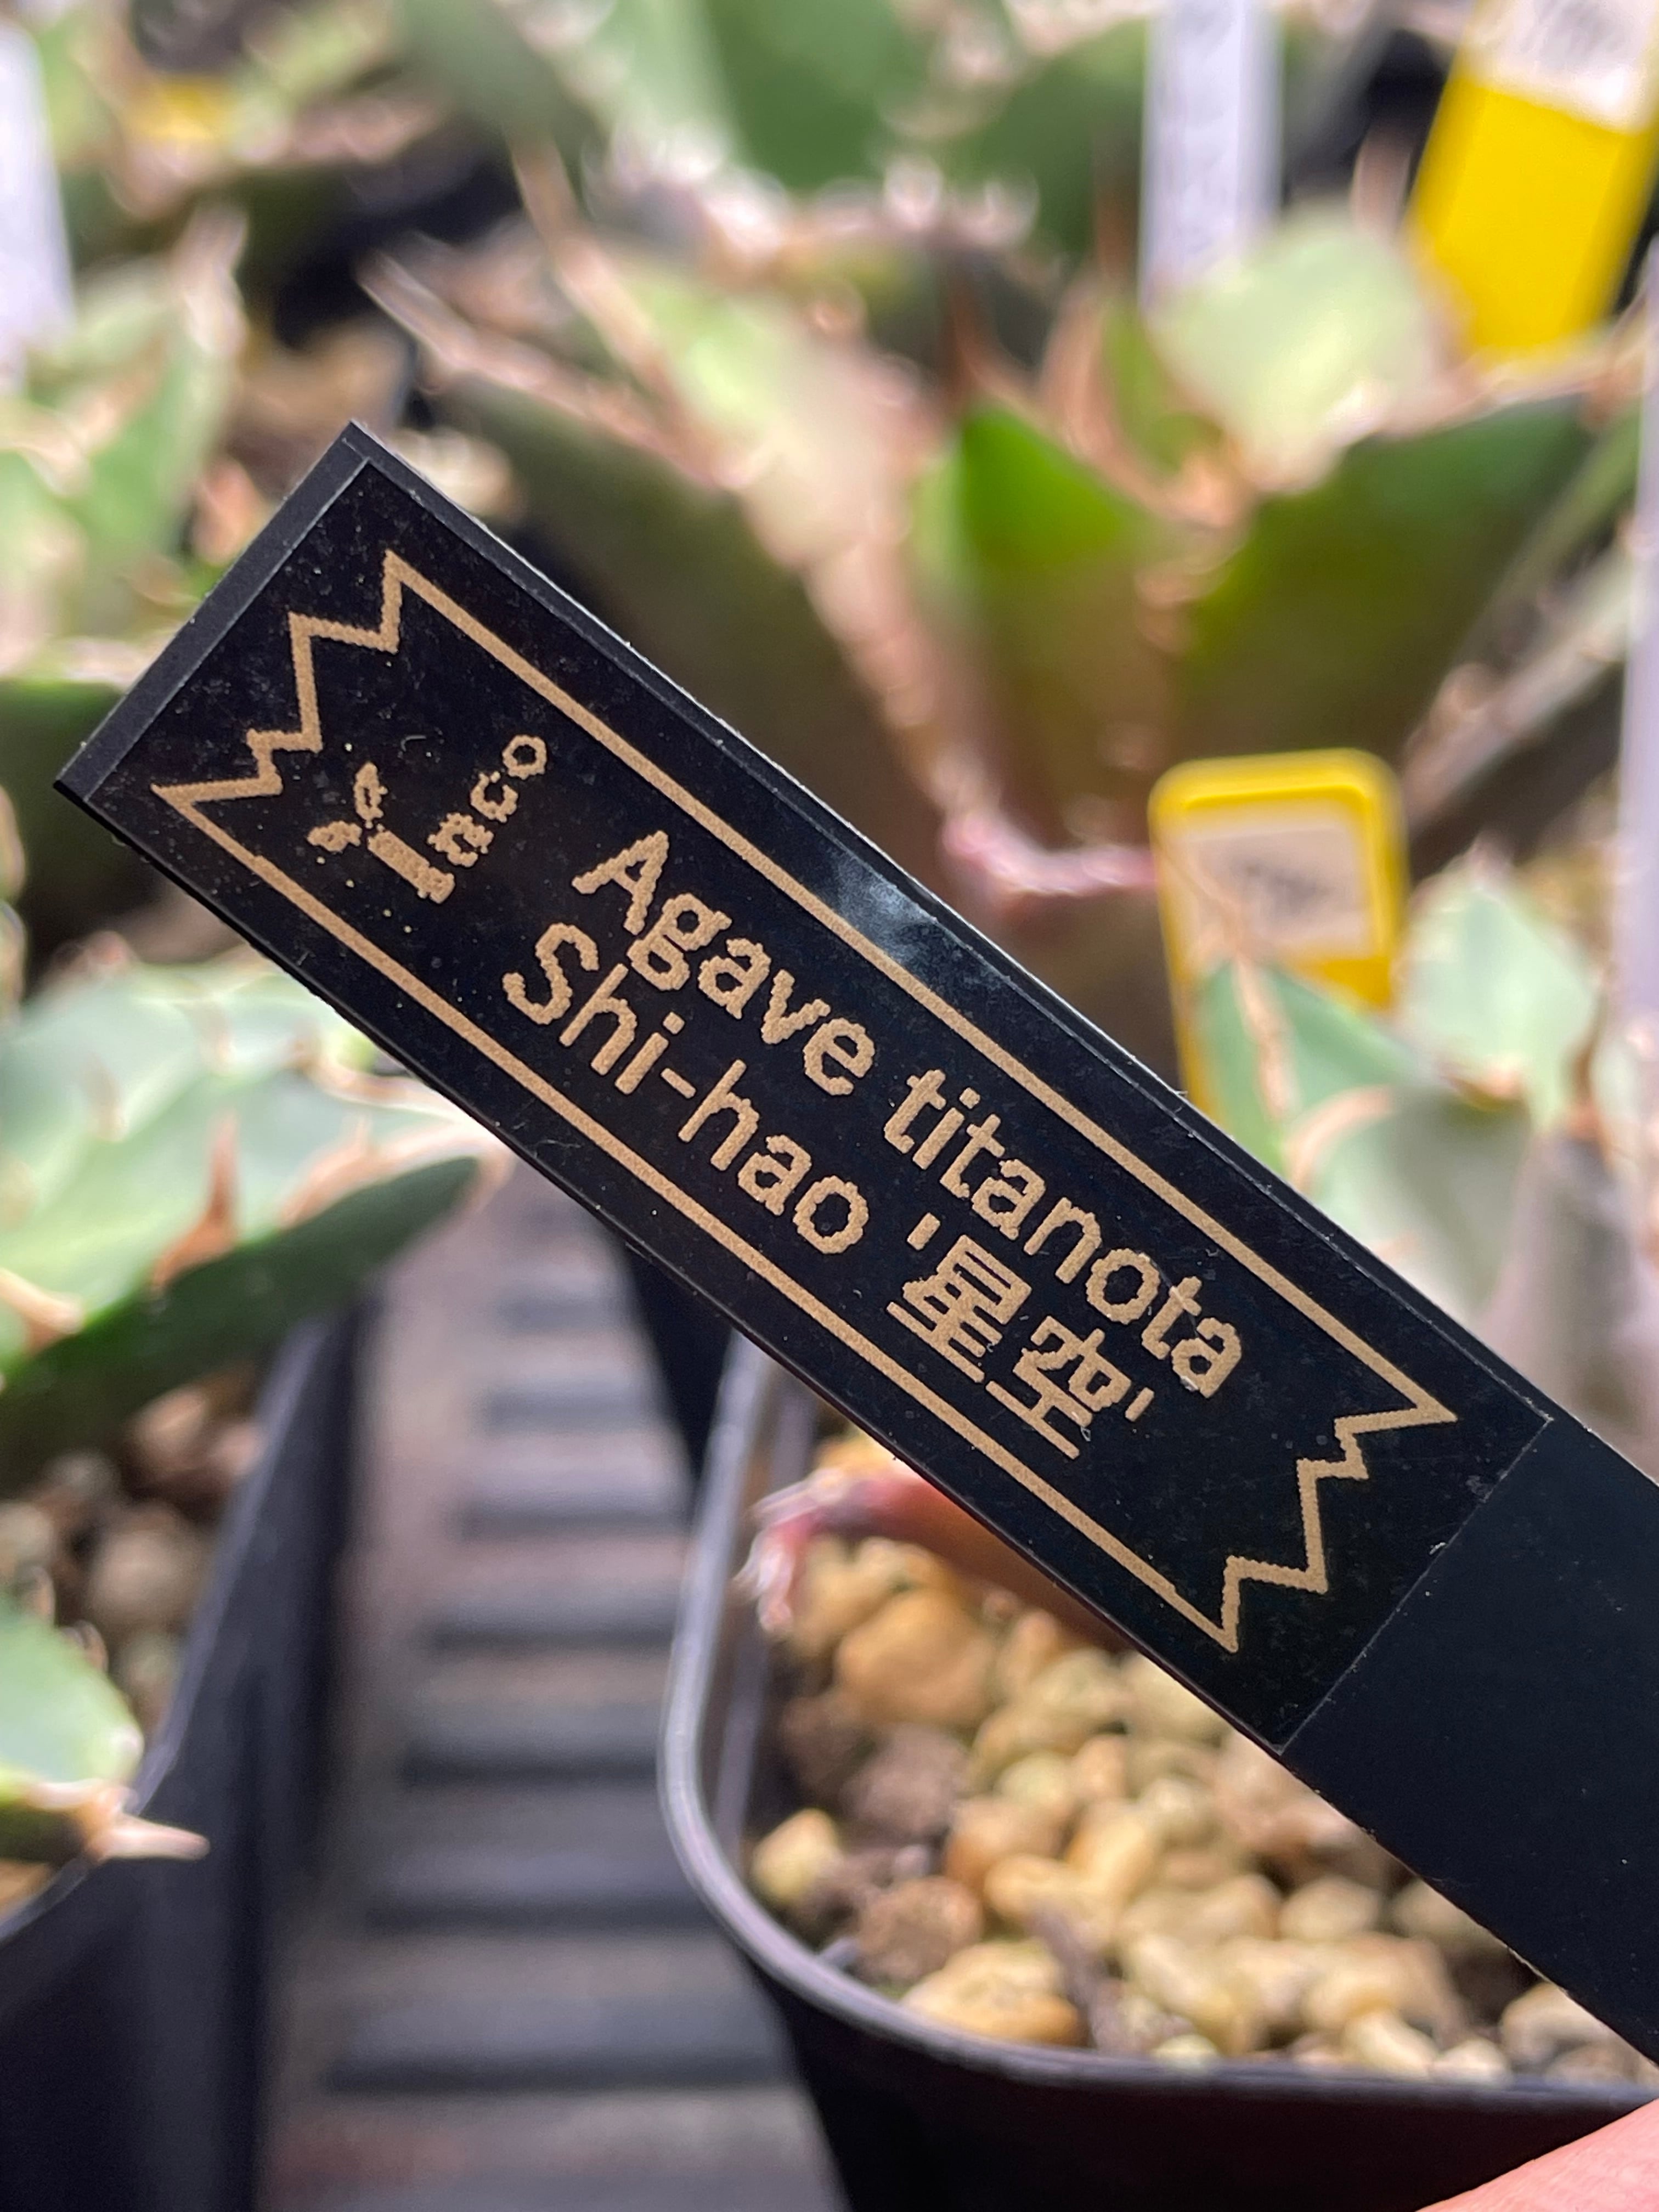 Yaco
Agave titanota
Shi-hao '星空'